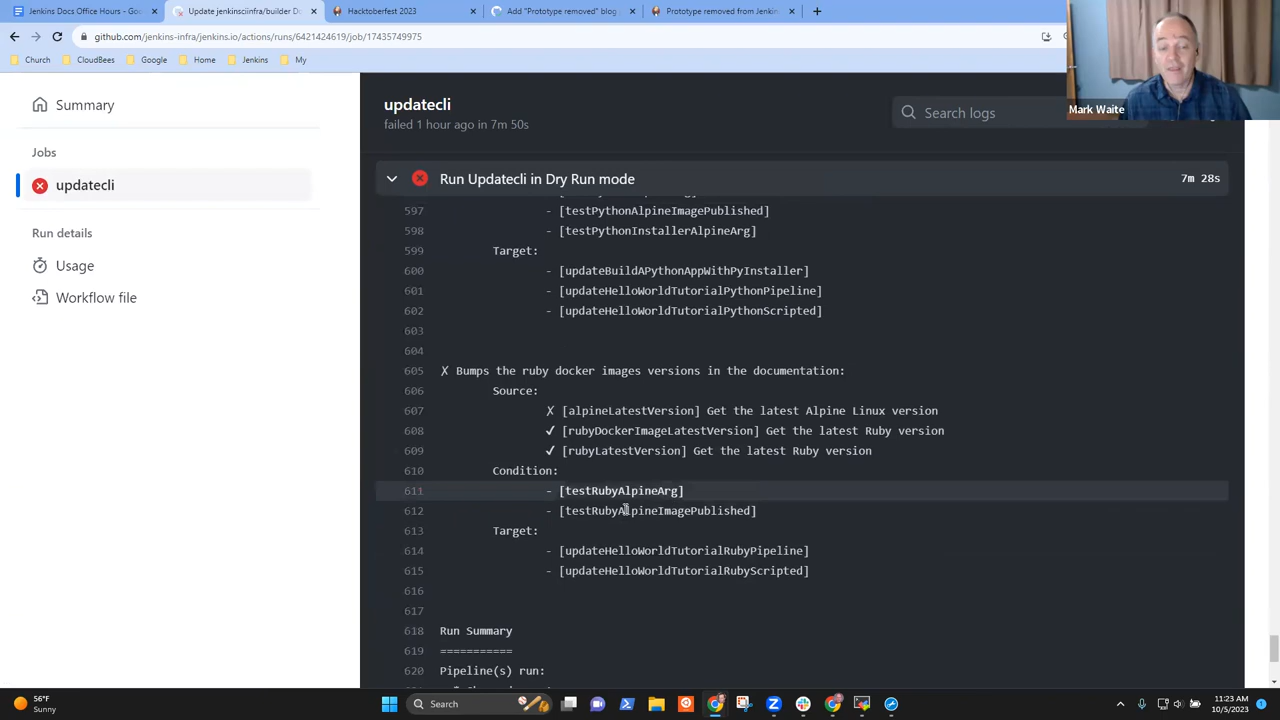 Jenkins Docs Office Hours - G
Update jenkinsciinfra/builder Do
Hacktoberfest 2023
Add "Prototype removed" blog
Prototype removed from Jenkin
github.com/jenkins-infra/jenkins.io/actions/runs/6421424619/job/17435749975
Church
CloudBees
Google
Home
Jenkins
My
Mark Waite
Summary
Jobs
updatecli
Run details
Usage
Workflow file
updatecli
failed 1 hour ago in 7m 50s
Search logs
Run Updatecli in Dry Run mode
7m 28s
597 - [testPythonAlpineImagePublished]
598 - [testPythonInstallerAlpineArg]
599 Target:
600 - [updateBuildAPythonAppWithPyInstaller]
601 - [updateHelloWorldTutorialPythonPipeline]
602 - [updateHelloWorldTutorialPythonScripted]
603
604
605 ✗ Bumps the ruby docker images versions in the documentation:
606 Source:
607 ✗ [alpineLatestVersion] Get the latest Alpine Linux version
608 ✔ [rubyDockerImageLatestVersion] Get the latest Ruby version
609 ✔ [rubyLatestVersion] Get the latest Ruby version
610 Condition:
611 - [testRubyAlpineArg]
612 - [testRubyAlpineImagePublished]
613 Target:
614 - [updateHelloWorldTutorialRubyPipeline]
615 - [updateHelloWorldTutorialRubyScripted]
616
617
618 Run Summary
619 ===========
620 Pipeline(s) run:
56°F
Sunny
Search
11:23 AM
10/5/2023